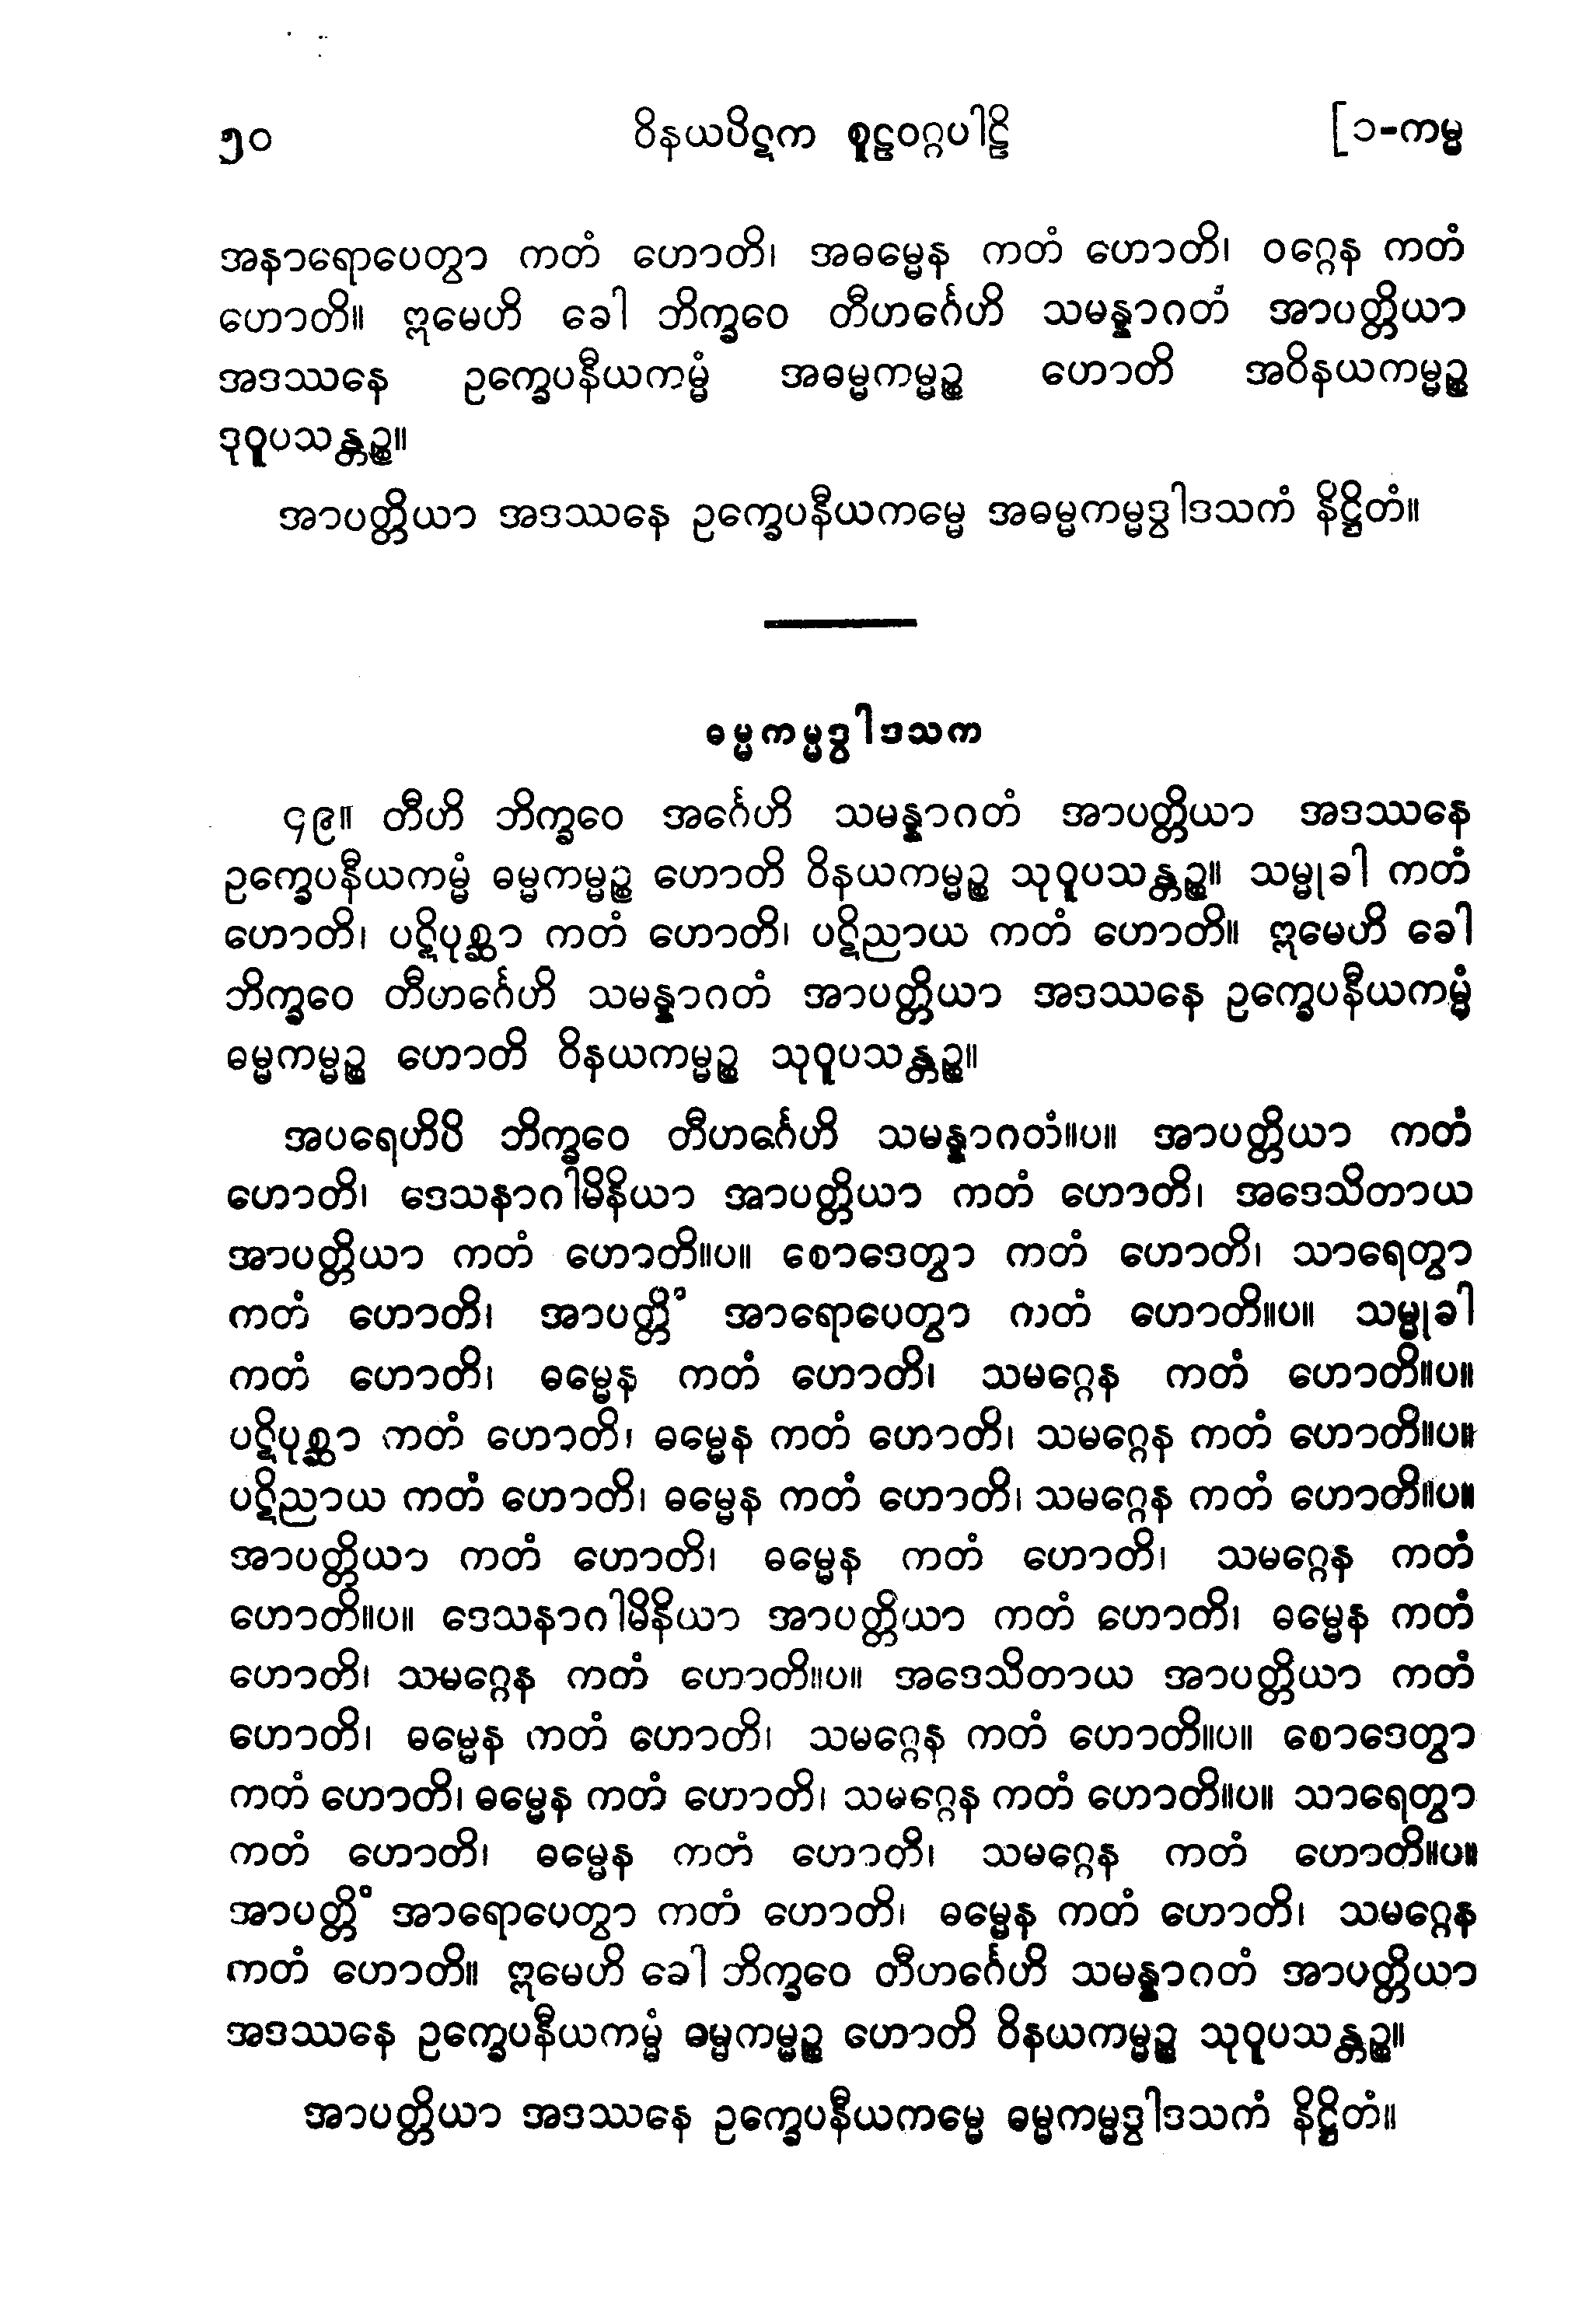 ၅၀ ဝိနယပိဋက စူဠဝဂ္ဂပါဠိ [၁-ကမ္မ
အနာရောပေတွာ ကတံ ဟောတိ၊ အဓမ္မေန ကတံ ဟောတိ၊ ဝဂ္ဂေန ကတံ
ဟောတိ။ ဣမေဟိ ခေါ ဘိက္ခဝေ တီဟင်္ဂေဟိ သမန္နာဂတံ အာပတ္တိယာ
အဒဿနေ ဥက္ခေပနီယကမ္မံ အဓမ္မကမ္မဉ္စ ဟောတိ အဝိနယကမ္မဉ္စ
ဒုဝူပသန္တဉ္စ။
အာပတ္တိယာ အဒဿနေ ဥက္ခေပနီယကမ္မေ အဓမ္မကမ္မဒွါဒသကံ နိဋ္ဌိတံ။
ဓမ္မကမ္မဒွါဒသက
၄၉။ တီဟိ ဘိက္ခဝေ အင်္ဂေဟိ သမန္နာဂတံ အာပတ္တိယာ အဒဿနေ
ဥက္ခေပနီယကမ္မံ ဓမ္မကမ္မဉ္စ ဟောတိ ဝိနယကမ္မဉ္စ သုဝူပသန္တဉ္စ။ သမ္မုခါ ကတံ
ဟောတိ၊ ပဋိပုစ္ဆာ ကတံ ဟောတိ၊ ပဋိညာယ ကတံ ဟောတိ။ ဣမေဟိ ခေါ
ဘိက္ခဝေ တီဟင်္ဂေဟိ သမန္နာဂတံ အာပတ္တိယာ အဒဿနေ ဥက္ခေပနီယကမ္မံ
ဓမ္မကမ္မဉ္စ ဟောတိ ဝိနယကမ္မဉ္စ သုဝူပသန္တဉ္စ။
အပရေဟိပိ ဘိက္ခဝေ တီဟင်္ဂေဟိ သမန္နာဂတံ။ပ။ အာပတ္တိယာ ကတံ
ဟောတိ၊ ဒေသနာဂါမိနိယာ အာပတ္တိယာ ကတံ ဟောတိ၊ အဒေသိတာယ
အာပတ္တိယာ ကတံ ဟောတိ။ပ။ စောဒေတွာ ကတံ ဟောတိ၊ သာရေတွာ
ကတံ ဟောတိ၊ အာပတ္တိံ အာရောပေတွာ ကတံ ဟောတိ။ပ။ သမ္မုခါ
ကတံ ဟောတိ၊ ဓမ္မေန ကတံ ဟောတိ၊ သမဂ္ဂေန ကတံ ဟောတိ။ပ။
ပဋိပုစ္ဆာ ကတံ ဟောတိ၊ ဓမ္မေန ကတံ ဟောတိ၊ သမဂ္ဂေန ကတံ ဟောတိ။ပ။
ပဋိညာယ ကတံ ဟောတိ၊ ဓမ္မေန ကတံ ဟောတိ၊ သမဂ္ဂေန ကတံ ဟောတိ။ပ။
အာပတ္တိယာ ကတံ ဟောတိ၊ ဓမ္မေန ကတံ ဟောတိ၊ သမဂ္ဂေန ကတံ
ဟောတိ။ပ။ ဒေသနာဂါမိနိယာ အာပတ္တိယာ ကတံ ဟောတိ၊ ဓမ္မေန ကတံ
ဟောတိ၊ သမဂ္ဂေန ကတံ ဟောတိ။ပ။ အဒေသိတာယ အာပတ္တိယာ ကတံ
ဟောတိ၊ ဓမ္မေန ကတံ ဟောတိ၊ သမဂ္ဂေန ကတံ ဟောတိ။ပ။ စောဒေတွာ
ကတံ ဟောတိ၊ ဓမ္မေန ကတံ ဟောတိ၊ သမဂ္ဂေန ကတံ ဟောတိ။ပ။ သာရေတွာ
ကတံ ဟောတိ၊ ဓမ္မေန ကတံ ဟောတိ၊ သမဂ္ဂေန ကတံ ဟောတိ။ပ။
အာပတ္တိံ အာရောပေတွာ ကတံ ဟောတိ၊ ဓမ္မေန ကတံ ဟောတိ၊ သမဂ္ဂေန
ကတံ ဟောတိ။ ဣမေဟိ ခေါ ဘိက္ခဝေ တီဟင်္ဂေဟိ သမန္နာဂတံ အာပတ္တိယာ
အဒဿနေ ဥက္ခေပနီယကမ္မံ ဓမ္မကမ္မဉ္စ ဟောတိ ဝိနယကမ္မဉ္စ သုဝူပသန္တဉ္စ။
အာပတ္တိယာ အဒဿနေ ဥက္ခေပနီယကမ္မေ ဓမ္မကမ္မဒွါဒသကံ နိဋ္ဌိတံ။